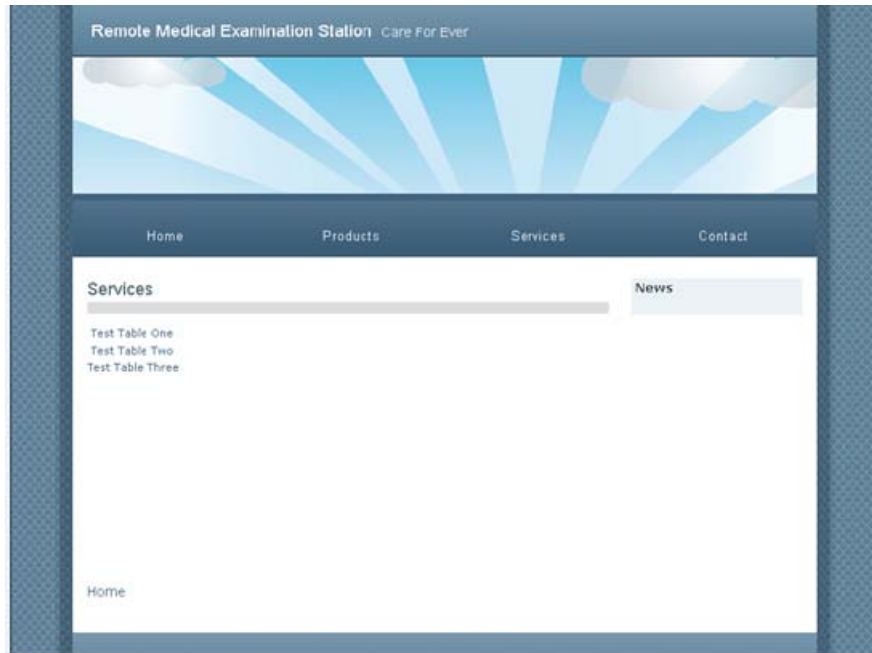 Remote Medical Examination Station Care For Ever
Home Products Services Contact
Services
News
Test Table One
Test Table Two
Test Table Three
Home